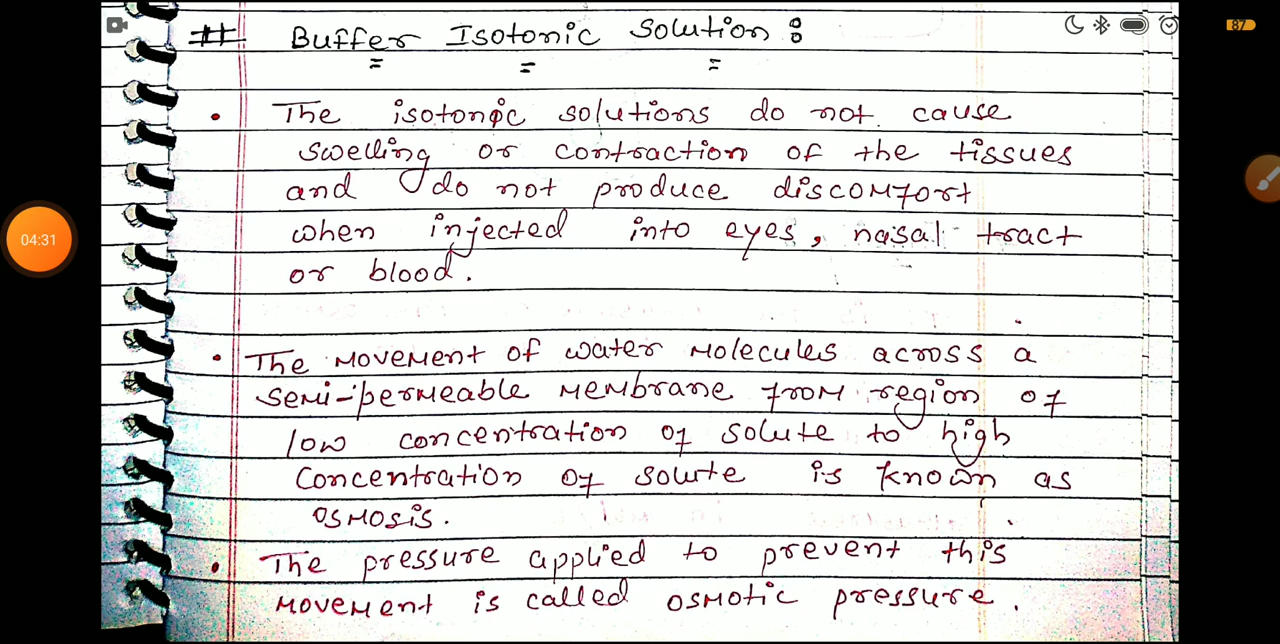 # Buffer Isotonic Solution :
• The isotonic solutions do not cause
swelling or contraction of the tissues
and do not produce discomfort
when injected into eyes, nasal tract
or blood.
• The movement of water molecules across a
semi-permeable membrane from region of
low concentration of solute to high
concentration of solute is known as
osmosis.
• The pressure applied to prevent this
movement is called osmotic pressure.
04:31
87